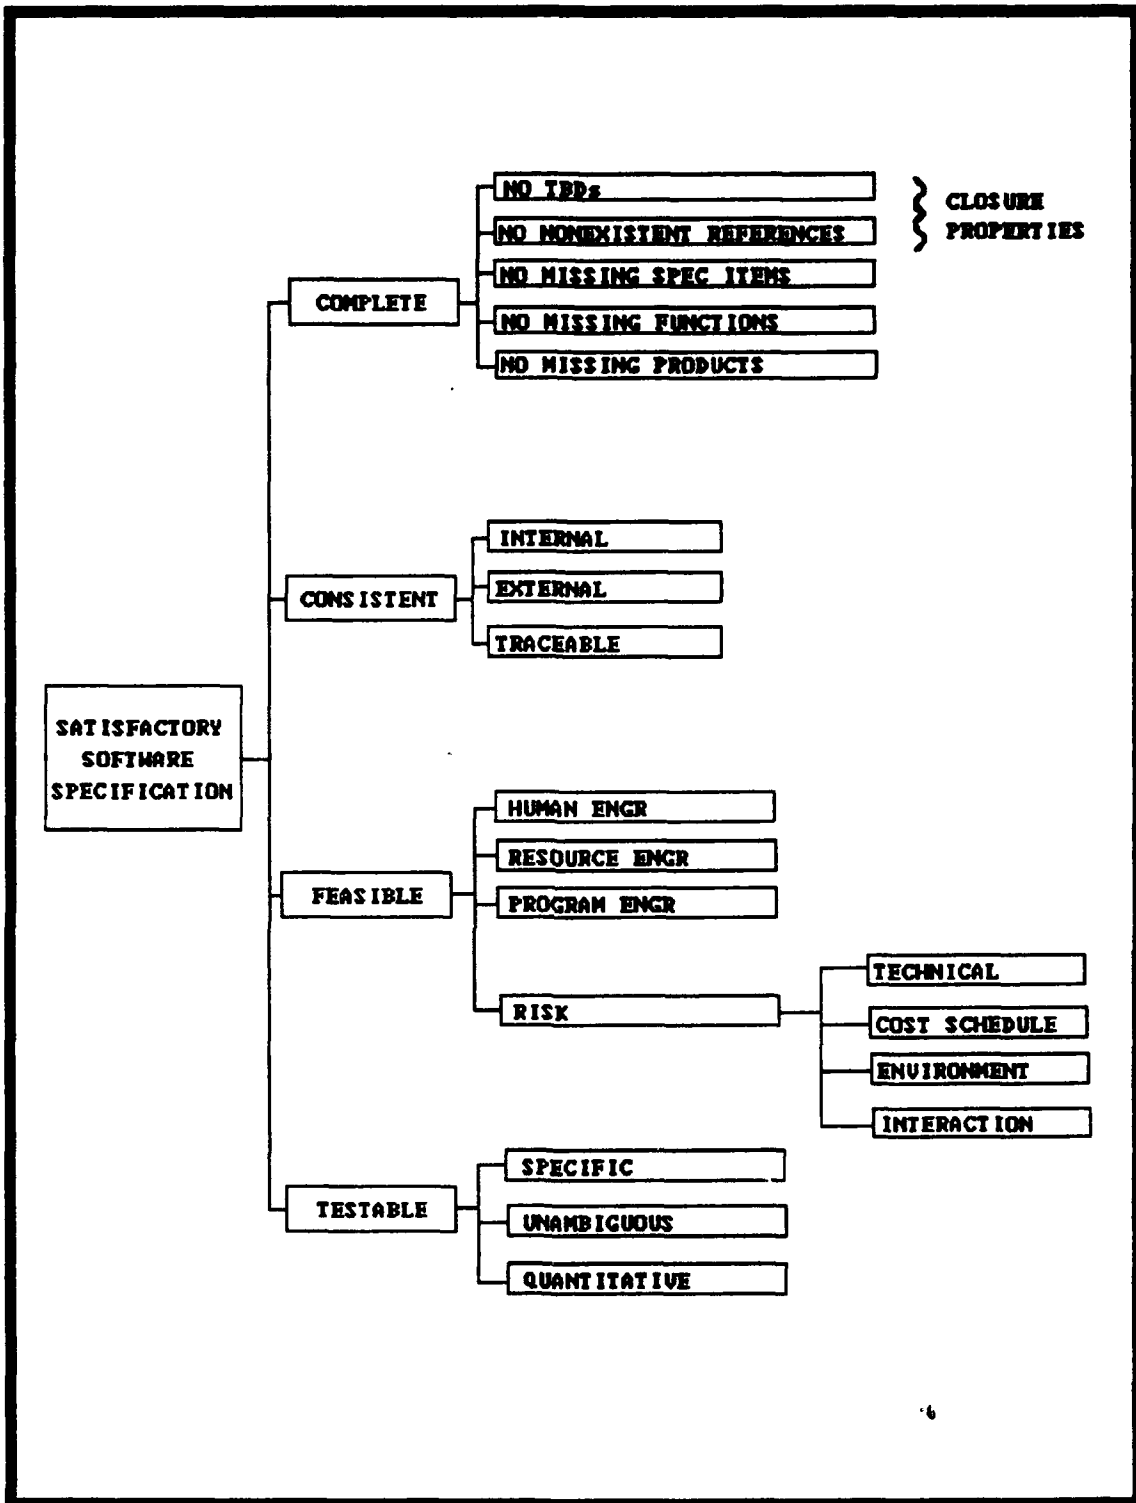 NO TBDs
NO NONEXISTENT REFERENCES
NO MISSING SPEC ITEMS
NO MISSING FUNCTIONS
NO MISSING PRODUCTS
CLOSURE
PROPERTIES
COMPLETE
INTERNAL
EXTERNAL
TRACEABLE
CONSISTENT
SATISFACTORY
SOFTWARE
SPECIFICATION
HUMAN ENGR
RESOURCE ENGR
PROGRAM ENGR
RISK
FEASIBLE
TECHNICAL
COST SCHEDULE
ENVIRONMENT
INTERACTION
SPECIFIC
UNAMBIGUOUS
QUANTITATIVE
TESTABLE
6